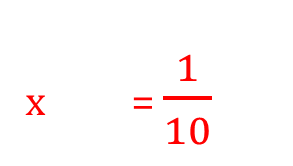 x = 1/10